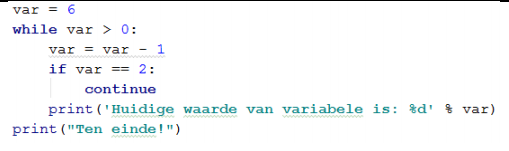 var = 6
while var > 0:
    var = var - 1
    if var == 2:
        continue
    print('Huidige waarde van variabele is: %d' % var)
print("Ten einde!")